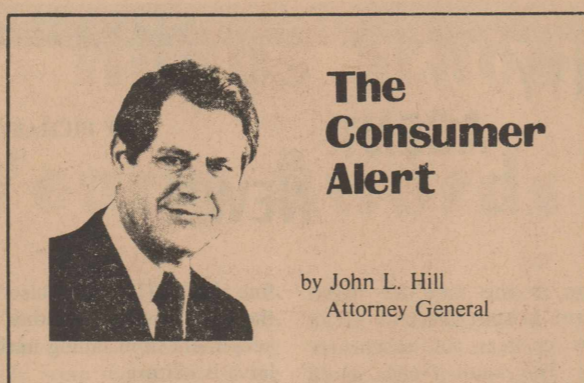 The
Consumer
Alert
by John L. Hill
Attorney General